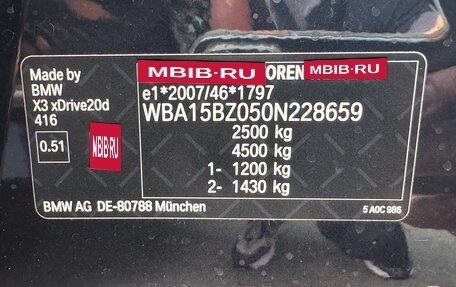 Made by
BMW
X3 xDrive20d
416
0.51
MBIB·RU
MBIB·RU OREN MBIB-RU
e1*2007/46*1797
WBA15BZ050N228659
2500 kg
4500 kg
1- 1200 kg
2- 1430 kg
BMW AG DE-80788 München
5 A0C 986